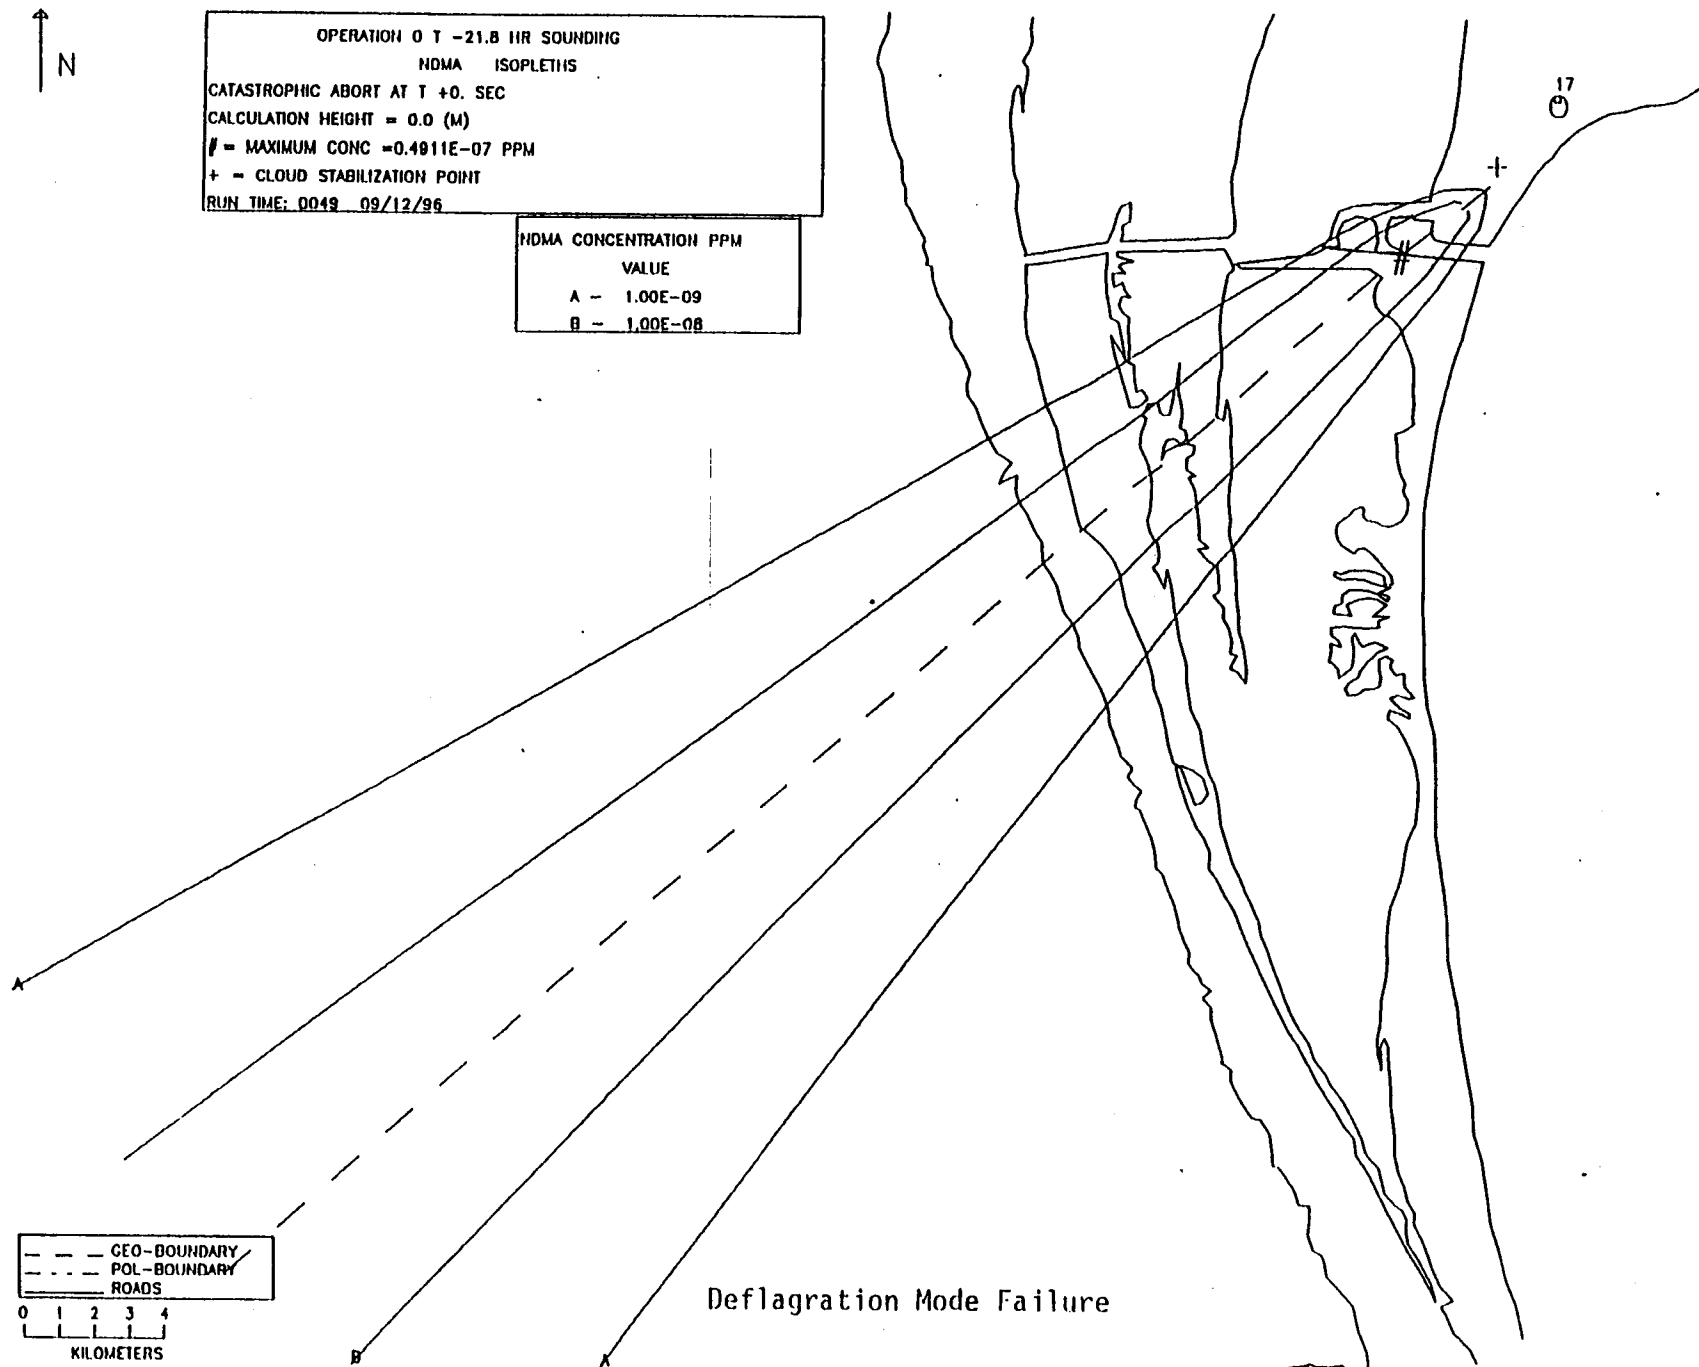 N
OPERATION 0 T -21.8 HR SOUNDING
NDMA ISOPLETHS
CATASTROPHIC ABORT AT T +0. SEC
CALCULATION HEIGHT = 0.0 (M)
# = MAXIMUM CONC =0.4911E-07 PPM
+ = CLOUD STABILIZATION POINT
RUN TIME: 0049 09/12/96
NDMA CONCENTRATION PPM
VALUE
A - 1.00E-09
B - 1.00E-08
17
+
#
A
GEO-BOUNDARY
POL-BOUNDARY
ROADS
0 1 2 3 4
KILOMETERS
B
A
Deflagration Mode Failure